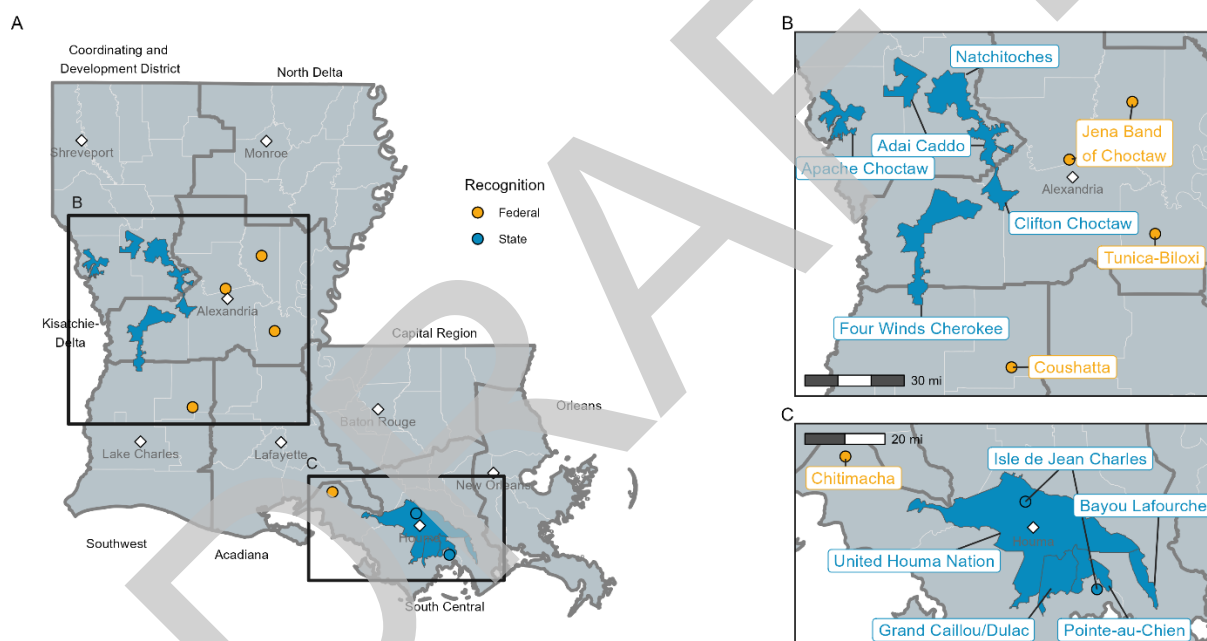 A
Coordinating and
Development District
North Delta
Shreveport
Monroe
Recognition
Federal
State
B
Alexandria
Kisatchie-
Delta
Capital Region
Baton Rouge
Orleans
Lake Charles
Lafayette
C
New Orleans
Houma
Southwest
Acadiana
South Central
B
Natchitoches
Jena Band
of Choctaw
Adai Caddo
Apache Choctaw
Alexandria
Clifton Choctaw
Tunica-Biloxi
Four Winds Cherokee
Coushatta
30 mi
C
20 mi
Chitimacha
Isle de Jean Charles
Bayou Lafourche
Houma
United Houma Nation
Grand Caillou/Dulac
Pointe-au-Chien